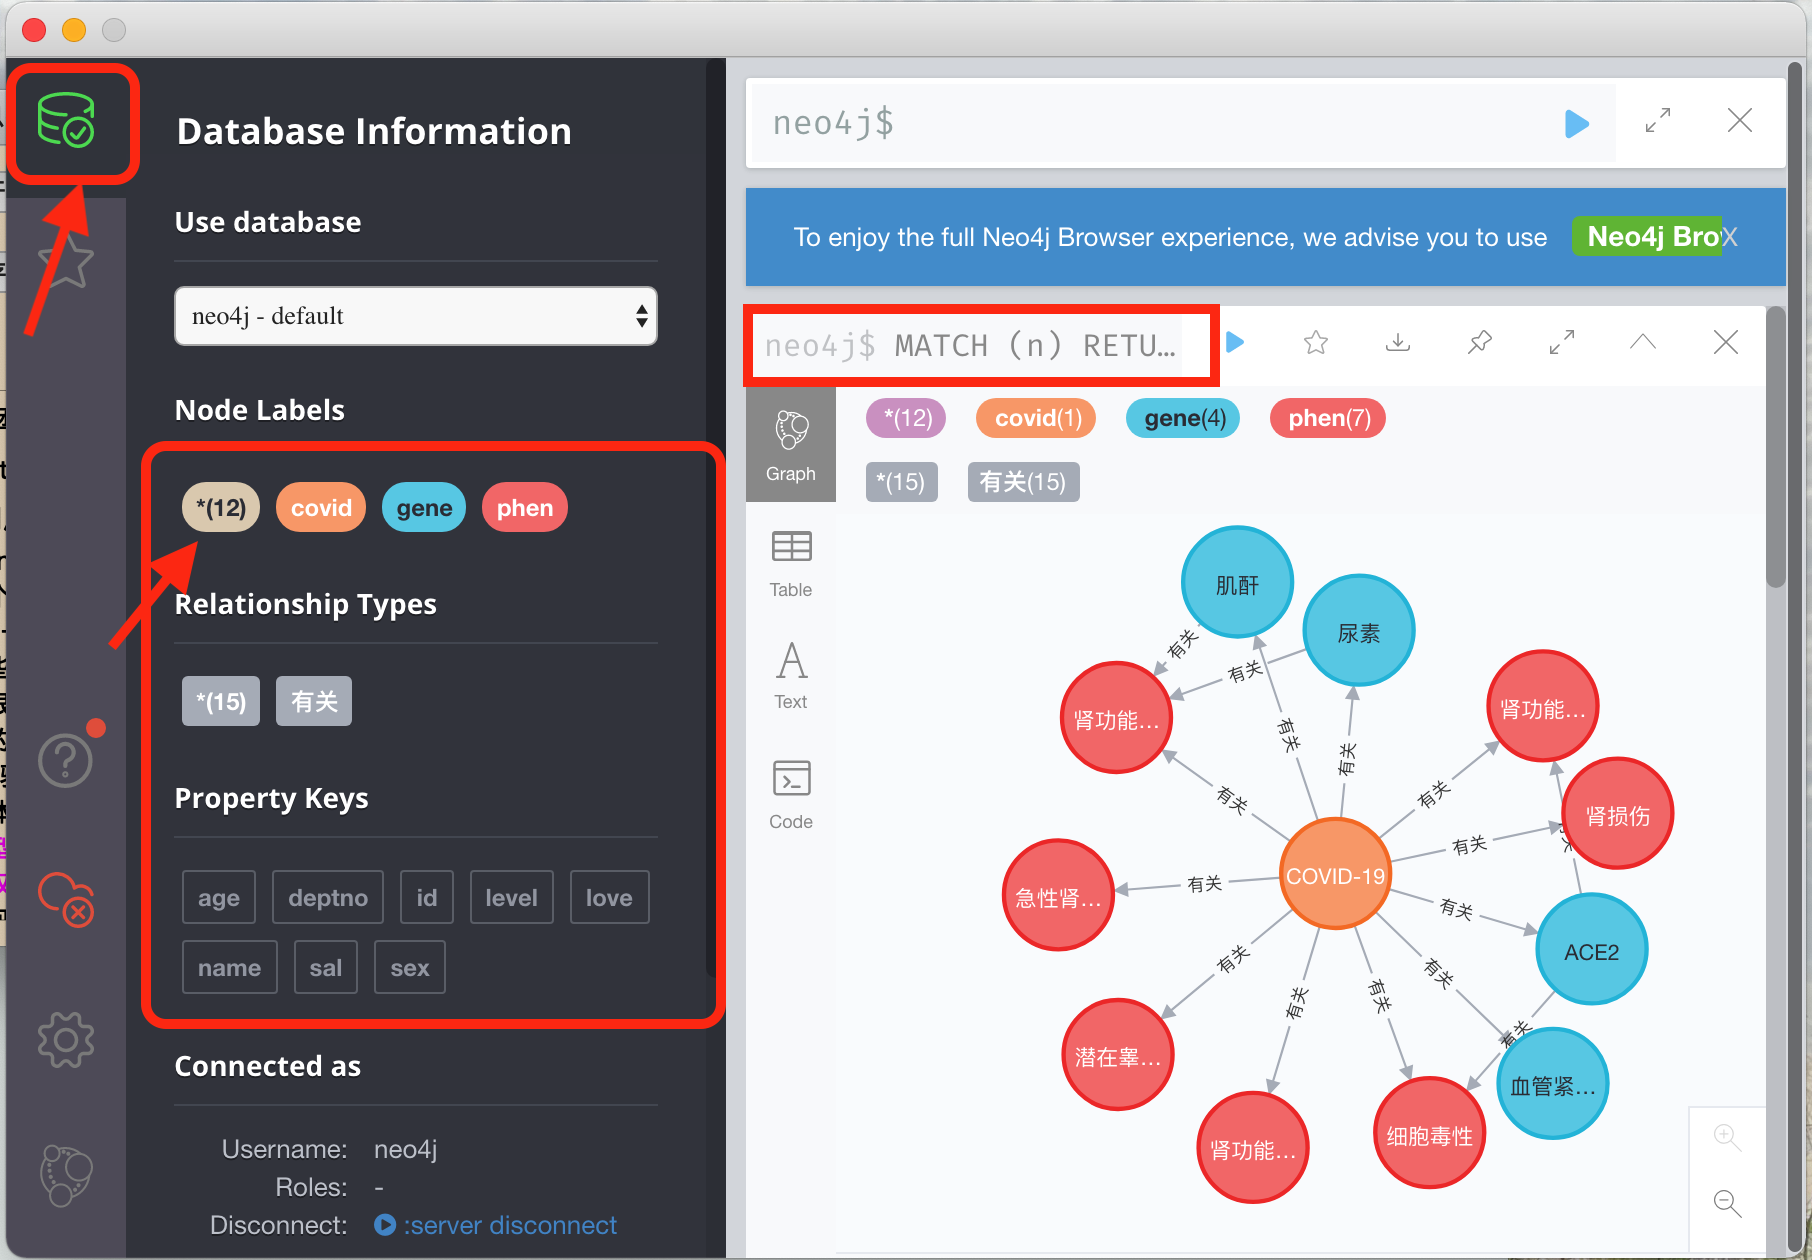 Database Information
Use database
neo4j - default
Node Labels
*(12) covid gene phen
Relationship Types
*(15) 有关
Property Keys
age deptno id level love
name sal sex
Connected as
Username: neo4j
Roles: -
Disconnect: :server disconnect
neo4j$
To enjoy the full Neo4j Browser experience, we advise you to use Neo4j Bro X
neo4j$ MATCH (n) RETU...
Graph
Table
Text
Code
*(12) covid(1) gene(4) phen(7)
*(15) 有关(15)
肌酐
尿素
有关
有关
肾功能...
肾功能...
有关
有关
有关
有关
肾损伤
有关
有关
COVID-19
急性肾...
有关
有关
ACE2
有关
有关
有关
有关
有关
潜在睾...
血管紧...
肾功能...
细胞毒性